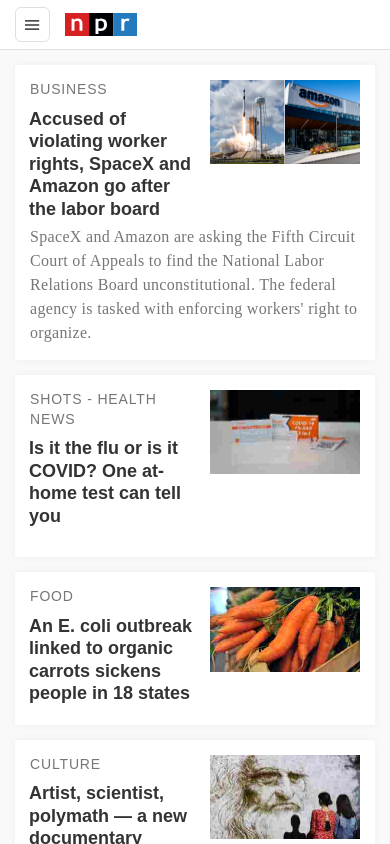 npr
BUSINESS
Accused of
violating worker
rights, SpaceX and
Amazon go after
the labor board
amazon
SpaceX and Amazon are asking the Fifth Circuit
Court of Appeals to find the National Labor
Relations Board unconstitutional. The federal
agency is tasked with enforcing workers' right to
organize.
SHOTS - HEALTH
NEWS
Is it the flu or is it
COVID? One at-
home test can tell
you
FOOD
An E. coli outbreak
linked to organic
carrots sickens
people in 18 states
CULTURE
Artist, scientist,
polymath — a new
documentary